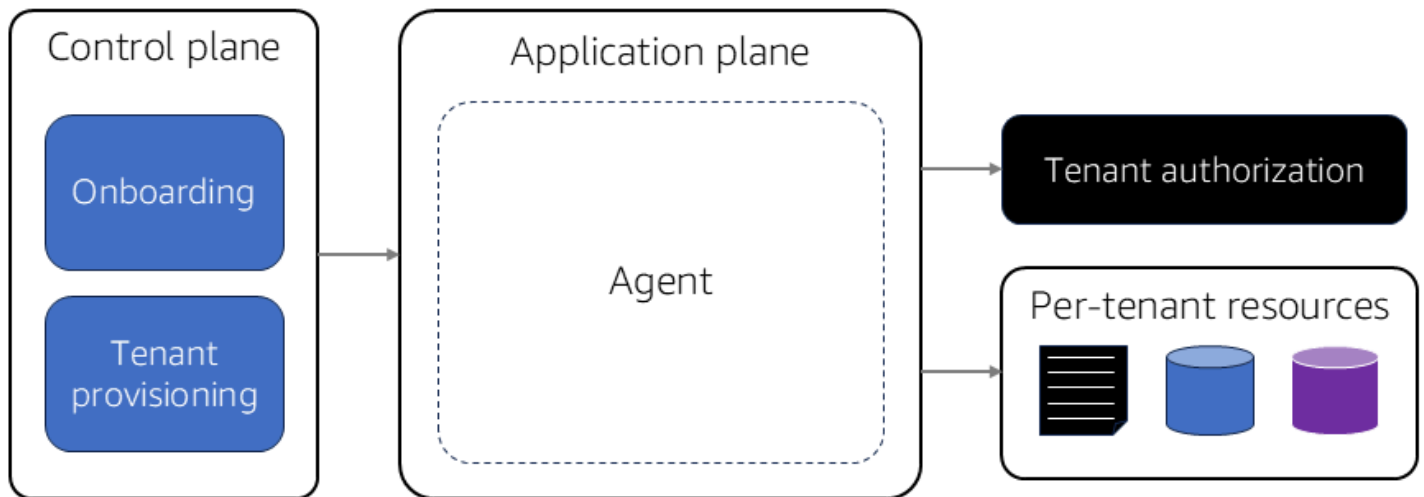 Control plane
Onboarding
Tenant
provisioning
Application plane
Agent
Tenant authorization
Per-tenant resources